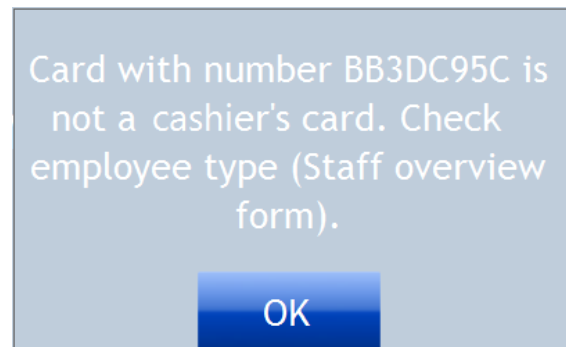 Card with number BB3DC95C is
not a cashier's card. Check
employee type (Staff overview
form).
OK